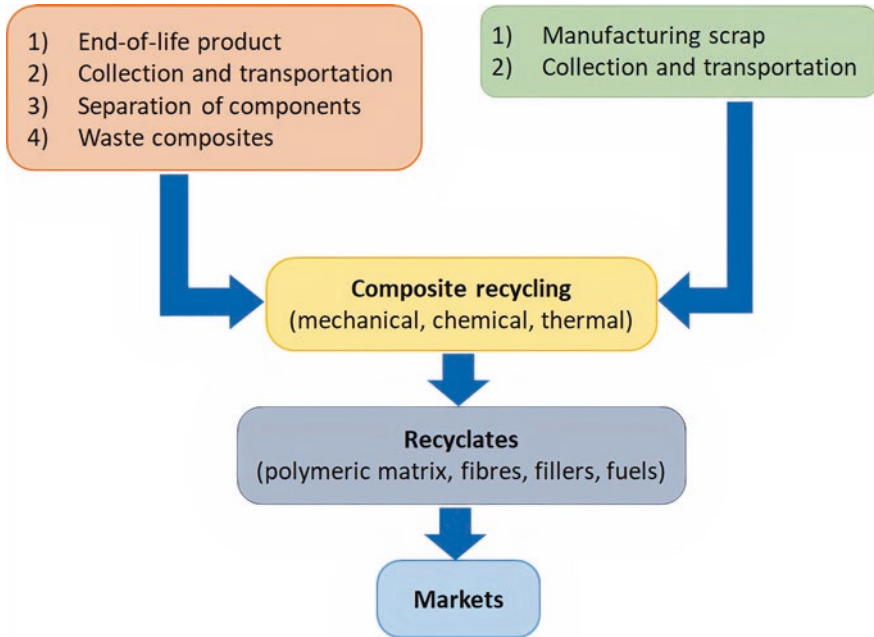 1) End-of-life product
2) Collection and transportation
3) Separation of components
4) Waste composites
1) Manufacturing scrap
2) Collection and transportation
Composite recycling
(mechanical, chemical, thermal)
Recyclates
(polymeric matrix, fibres, fillers, fuels)
Markets